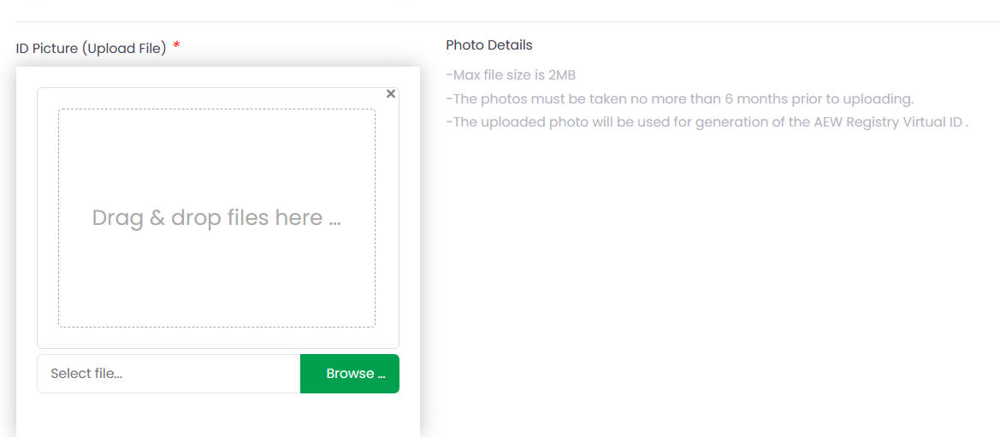 ID Picture (Upload File) *
×
Drag & drop files here …
Select file...
Browse …
Photo Details
-Max file size is 2MB
-The photos must be taken no more than 6 months prior to uploading.
-The uploaded photo will be used for generation of the AEW Registry Virtual ID .